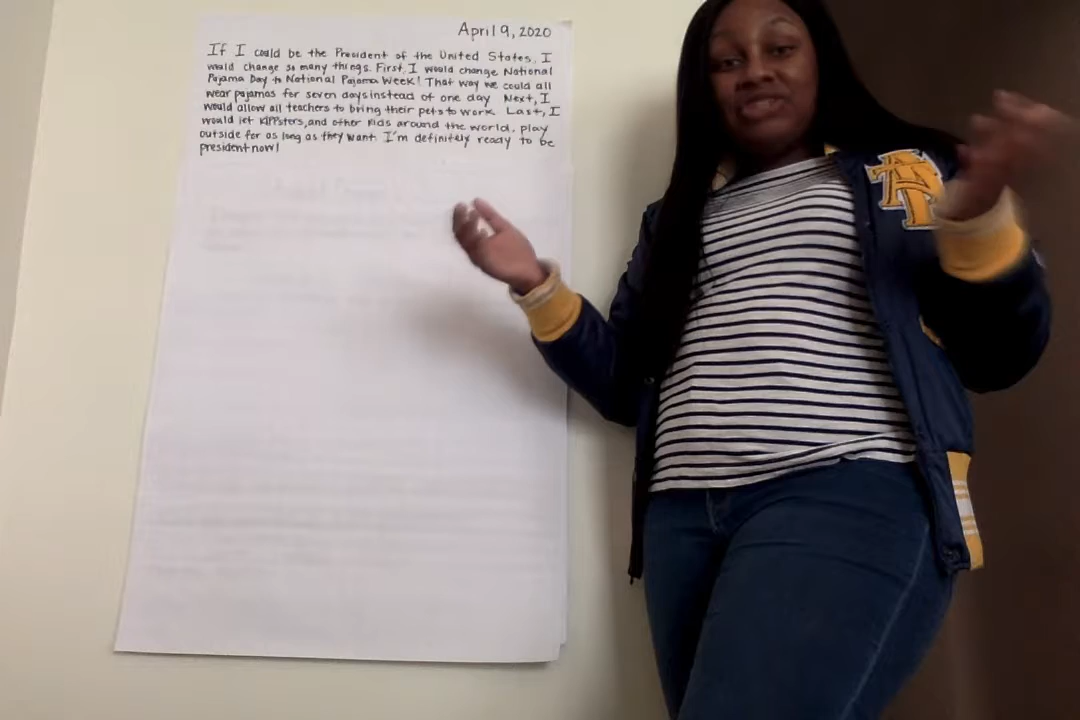 April 9, 2020
If I could be the President of the United States, I
would change so many things. First, I would change National
Pajama Day to National Pajama Week! That way we could all
wear pajamas for seven days instead of one day. Next, I
would allow all teachers to bring their pets to work. Last, I
would let KIPPsters, and other kids around the world, play
outside for as long as they want. I'm definitely ready to be
president now!